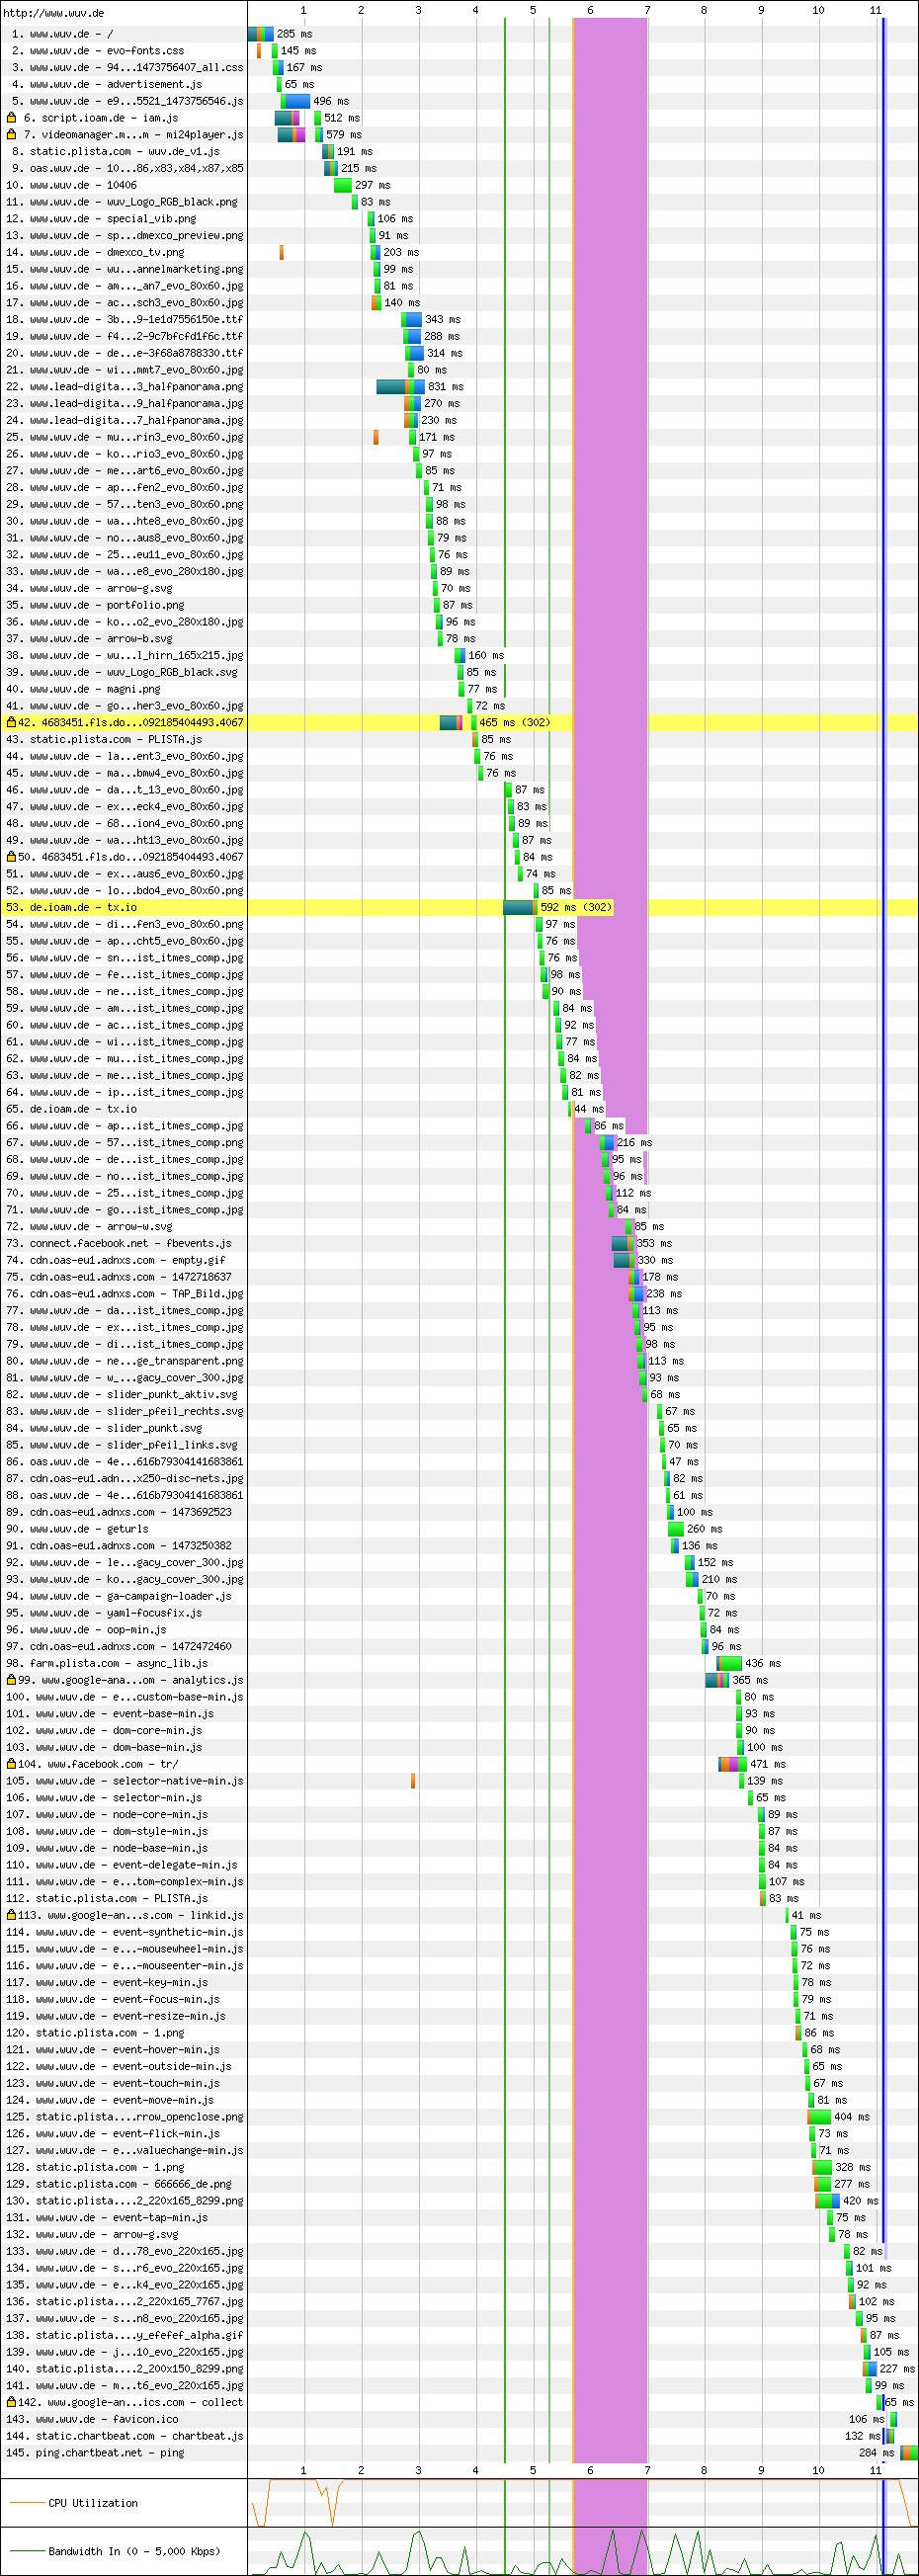 http://www.wuv.de 1 2 3 4 5 6 7 8 9 10 11
1. www.wuv.de - / 285 ms
2. www.wuv.de - evo-fonts.css 145 ms
3. www.wuv.de - 94...1473756407_all.css 167 ms
4. www.wuv.de - advertisement.js 65 ms
5. www.wuv.de - e9...5521_1473756546.js 496 ms
6. script.ioam.de - iam.js 512 ms
7. videomanager.m...m - mi24player.js 579 ms
8. static.plista.com - wuv.de_v1.js 191 ms
9. oas.wuv.de - 10...86,x83,x84,x87,x85 215 ms
10. www.wuv.de - 10406 297 ms
11. www.wuv.de - wuv_Logo_RGB_black.png 83 ms
12. www.wuv.de - special_vib.png 106 ms
13. www.wuv.de - sp...dmexco_preview.png 91 ms
14. www.wuv.de - dmexco_tv.png 203 ms
15. www.wuv.de - wu...annelmarketing.png 99 ms
16. www.wuv.de - am..._an7_evo_80x60.jpg 81 ms
17. www.wuv.de - ac...sch3_evo_80x60.jpg 140 ms
18. www.wuv.de - 3b...9-1e1d7556150e.ttf 343 ms
19. www.wuv.de - f4...2-9c7bfcfd1f6c.ttf 288 ms
20. www.wuv.de - de...e-3f68a8788330.ttf 314 ms
21. www.wuv.de - wi...mmt7_evo_80x60.jpg 80 ms
22. www.lead-digita...3_halfpanorama.png 831 ms
23. www.lead-digita...9_halfpanorama.jpg 270 ms
24. www.lead-digita...7_halfpanorama.jpg 230 ms
25. www.wuv.de - mu...rin3_evo_80x60.jpg 171 ms
26. www.wuv.de - ko...rio3_evo_80x60.jpg 97 ms
27. www.wuv.de - me...art6_evo_80x60.jpg 85 ms
28. www.wuv.de - ap...fen2_evo_80x60.jpg 71 ms
29. www.wuv.de - 57...ten3_evo_80x60.png 98 ms
30. www.wuv.de - wa...hte8_evo_80x60.jpg 88 ms
31. www.wuv.de - no...aus8_evo_80x60.jpg 79 ms
32. www.wuv.de - 25...eu11_evo_80x60.jpg 76 ms
33. www.wuv.de - wa...e8_evo_280x180.jpg 89 ms
34. www.wuv.de - arrow-g.svg 70 ms
35. www.wuv.de - portfolio.png 87 ms
36. www.wuv.de - ko...o2_evo_280x180.jpg 96 ms
37. www.wuv.de - arrow-b.svg 78 ms
38. www.wuv.de - wu...l_hirn_165x215.jpg 160 ms
39. www.wuv.de - wuv_Logo_RGB_black.svg 85 ms
40. www.wuv.de - magni.png 77 ms
41. www.wuv.de - go...her3_evo_80x60.jpg 72 ms
42. 4683451.fls.do...092185404493.4067 465 ms (302)
43. static.plista.com - PLISTA.js 85 ms
44. www.wuv.de - la...ent3_evo_80x60.jpg 76 ms
45. www.wuv.de - ma...bmw4_evo_80x60.jpg 76 ms
46. www.wuv.de - da...t_13_evo_80x60.jpg 87 ms
47. www.wuv.de - ex...eck4_evo_80x60.jpg 83 ms
48. www.wuv.de - 68...ion4_evo_80x60.png 89 ms
49. www.wuv.de - wa...ht13_evo_80x60.jpg 87 ms
50. 4683451.fls.do...092185404493.4067 84 ms
51. www.wuv.de - ex...aus6_evo_80x60.jpg 74 ms
52. www.wuv.de - lo...bdo4_evo_80x60.png 85 ms
53. de.ioam.de - tx.io 592 ms (302)
54. www.wuv.de - di...fen3_evo_80x60.png 97 ms
55. www.wuv.de - ap...cht5_evo_80x60.jpg 76 ms
56. www.wuv.de - sn...ist_itmes_comp.jpg 76 ms
57. www.wuv.de - fe...ist_itmes_comp.jpg 98 ms
58. www.wuv.de - ne...ist_itmes_comp.jpg 90 ms
59. www.wuv.de - am...ist_itmes_comp.jpg 84 ms
60. www.wuv.de - ac...ist_itmes_comp.jpg 92 ms
61. www.wuv.de - wi...ist_itmes_comp.jpg 77 ms
62. www.wuv.de - mu...ist_itmes_comp.jpg 84 ms
63. www.wuv.de - me...ist_itmes_comp.jpg 82 ms
64. www.wuv.de - ip...ist_itmes_comp.jpg 81 ms
65. de.ioam.de - tx.io 44 ms
66. www.wuv.de - ap...ist_itmes_comp.jpg 86 ms
67. www.wuv.de - 57...ist_itmes_comp.jpg 216 ms
68. www.wuv.de - de...ist_itmes_comp.jpg 95 ms
69. www.wuv.de - no...ist_itmes_comp.jpg 96 ms
70. www.wuv.de - 25...ist_itmes_comp.jpg 112 ms
71. www.wuv.de - go...ist_itmes_comp.jpg 84 ms
72. www.wuv.de - arrow-w.svg 85 ms
73. connect.facebook.net - fbevents.js 353 ms
74. cdn.oas-eu1.adnxs.com - empty.gif 330 ms
75. cdn.oas-eu1.adnxs.com - 1472718637 178 ms
76. cdn.oas-eu1.adnxs.com - TAP_Bild.jpg 238 ms
77. www.wuv.de - da...ist_itmes_comp.jpg 113 ms
78. www.wuv.de - ex...ist_itmes_comp.jpg 95 ms
79. www.wuv.de - di...ist_itmes_comp.jpg 98 ms
80. www.wuv.de - ne...ge_transparent.png 113 ms
81. www.wuv.de - w_...gacy_cover_300.jpg 93 ms
82. www.wuv.de - slider_punkt_aktiv.svg 68 ms
83. www.wuv.de - slider_pfeil_rechts.svg 67 ms
84. www.wuv.de - slider_punkt.svg 65 ms
85. www.wuv.de - slider_pfeil_links.svg 70 ms
86. oas.wuv.de - 4e...616b79304141683861 47 ms
87. cdn.oas-eu1.adn...x250-disc-nets.jpg 82 ms
88. oas.wuv.de - 4e...616b79304141683861 61 ms
89. cdn.oas-eu1.adnxs.com - 1473692523 100 ms
90. www.wuv.de - geturls 260 ms
91. cdn.oas-eu1.adnxs.com - 1473250382 136 ms
92. www.wuv.de - le...gacy_cover_300.jpg 152 ms
93. www.wuv.de - ko...gacy_cover_300.jpg 210 ms
94. www.wuv.de - ga-campaign-loader.js 70 ms
95. www.wuv.de - yaml-focusfix.js 72 ms
96. www.wuv.de - oop-min.js 84 ms
97. cdn.oas-eu1.adnxs.com - 1472472460 96 ms
98. farm.plista.com - async_lib.js 436 ms
99. www.google-ana...om - analytics.js 365 ms
100. www.wuv.de - e...custom-base-min.js 80 ms
101. www.wuv.de - event-base-min.js 93 ms
102. www.wuv.de - dom-core-min.js 90 ms
103. www.wuv.de - dom-base-min.js 100 ms
104. www.facebook.com - tr/ 471 ms
105. www.wuv.de - selector-native-min.js 139 ms
106. www.wuv.de - selector-min.js 65 ms
107. www.wuv.de - node-core-min.js 89 ms
108. www.wuv.de - dom-style-min.js 87 ms
109. www.wuv.de - node-base-min.js 84 ms
110. www.wuv.de - event-delegate-min.js 84 ms
111. www.wuv.de - e...tom-complex-min.js 107 ms
112. static.plista.com - PLISTA.js 83 ms
113. www.google-an...s.com - linkid.js 41 ms
114. www.wuv.de - event-synthetic-min.js 75 ms
115. www.wuv.de - e...-mousewheel-min.js 76 ms
116. www.wuv.de - e...-mouseenter-min.js 72 ms
117. www.wuv.de - event-key-min.js 78 ms
118. www.wuv.de - event-focus-min.js 79 ms
119. www.wuv.de - event-resize-min.js 71 ms
120. static.plista.com - 1.png 86 ms
121. www.wuv.de - event-hover-min.js 68 ms
122. www.wuv.de - event-outside-min.js 65 ms
123. www.wuv.de - event-touch-min.js 67 ms
124. www.wuv.de - event-move-min.js 81 ms
125. static.plista....rrow_openclose.png 404 ms
126. www.wuv.de - event-flick-min.js 73 ms
127. www.wuv.de - e...valuechange-min.js 71 ms
128. static.plista.com - 1.png 328 ms
129. static.plista.com - 666666_de.png 277 ms
130. static.plista....2_220x165_8299.png 420 ms
131. www.wuv.de - event-tap-min.js 75 ms
132. www.wuv.de - arrow-g.svg 78 ms
133. www.wuv.de - d...78_evo_220x165.jpg 82 ms
134. www.wuv.de - s...r6_evo_220x165.jpg 101 ms
135. www.wuv.de - e...k4_evo_220x165.jpg 92 ms
136. static.plista....2_220x165_7767.jpg 102 ms
137. www.wuv.de - s...n8_evo_220x165.jpg 95 ms
138. static.plista....y_efefef_alpha.gif 87 ms
139. www.wuv.de - j...10_evo_220x165.jpg 105 ms
140. static.plista....2_200x150_8299.png 227 ms
141. www.wuv.de - m...t6_evo_220x165.jpg 99 ms
142. www.google-an...ics.com - collect 65 ms
143. www.wuv.de - favicon.ico 106 ms
144. static.chartbeat.com - chartbeat.js 132 ms
145. ping.chartbeat.net - ping 284 ms
1 2 3 4 5 6 7 8 9 10 11
CPU Utilization
Bandwidth In (0 - 5,000 Kbps)